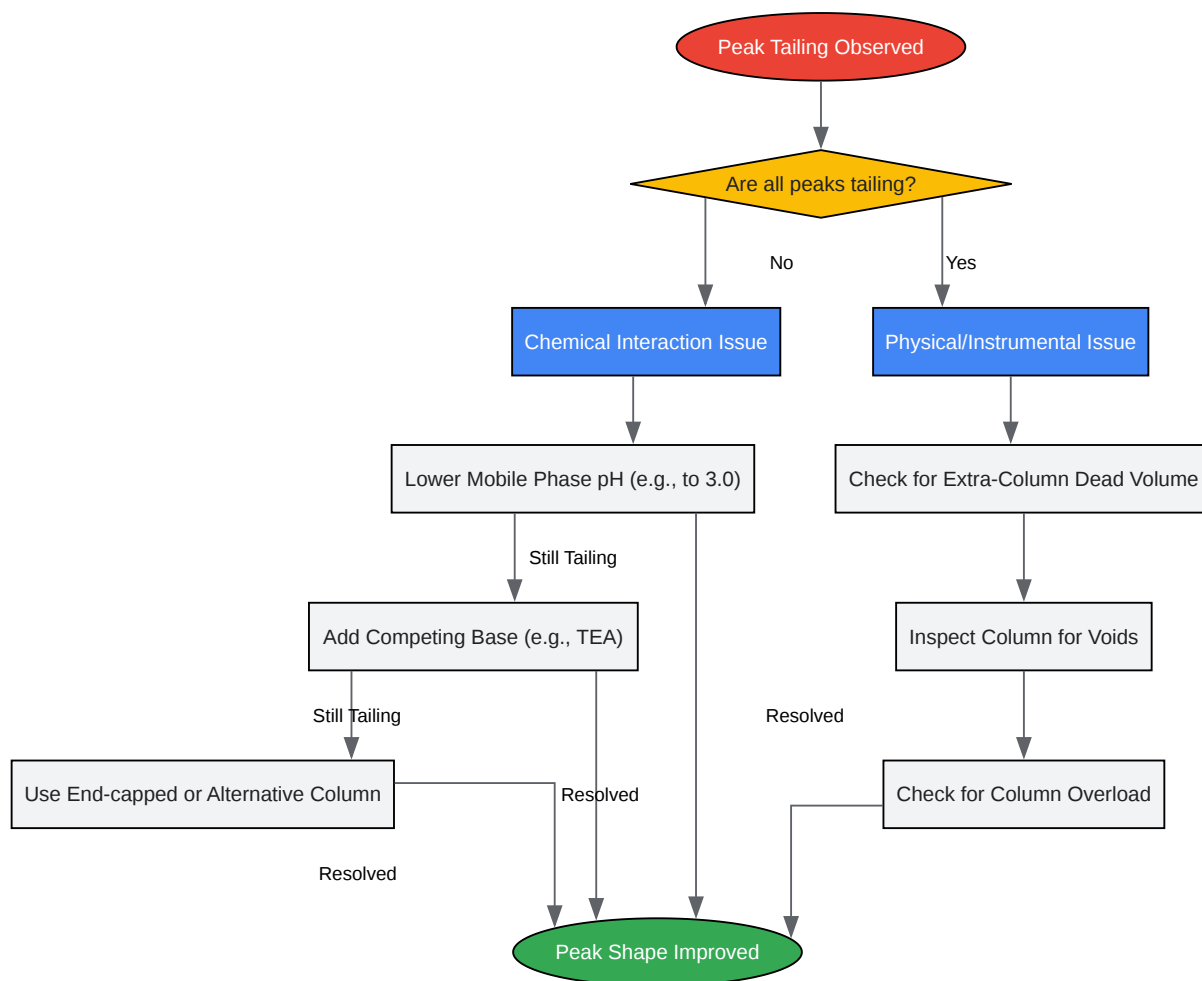 Peak Tailing Observed
Are all peaks tailing?
No
Yes
Chemical Interaction Issue
Physical/Instrumental Issue
Lower Mobile Phase pH (e.g., to 3.0)
Check for Extra-Column Dead Volume
Still Tailing
Add Competing Base (e.g., TEA)
Inspect Column for Voids
Still Tailing
Resolved
Use End-capped or Alternative Column
Resolved
Check for Column Overload
Resolved
Peak Shape Improved